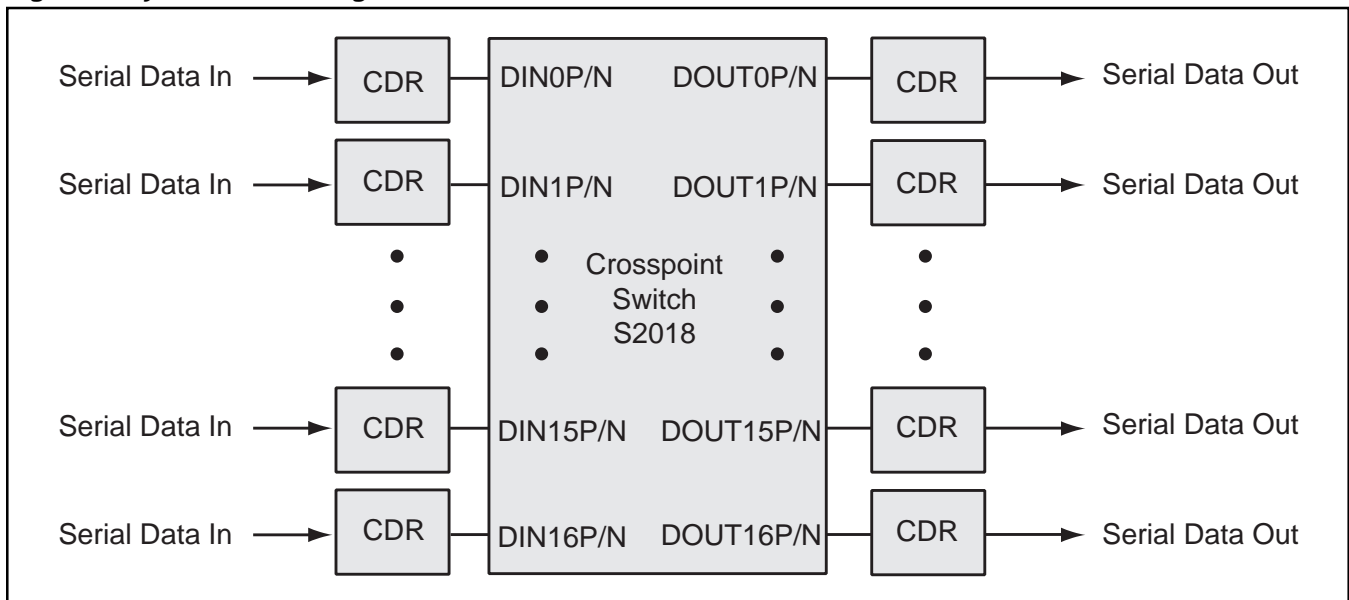 Serial Data In CDR DIN0P/N DOUT0P/N CDR Serial Data Out
Serial Data In CDR DIN1P/N DOUT1P/N CDR Serial Data Out
Crosspoint
Switch
S2018
Serial Data In CDR DIN15P/N DOUT15P/N CDR Serial Data Out
Serial Data In CDR DIN16P/N DOUT16P/N CDR Serial Data Out